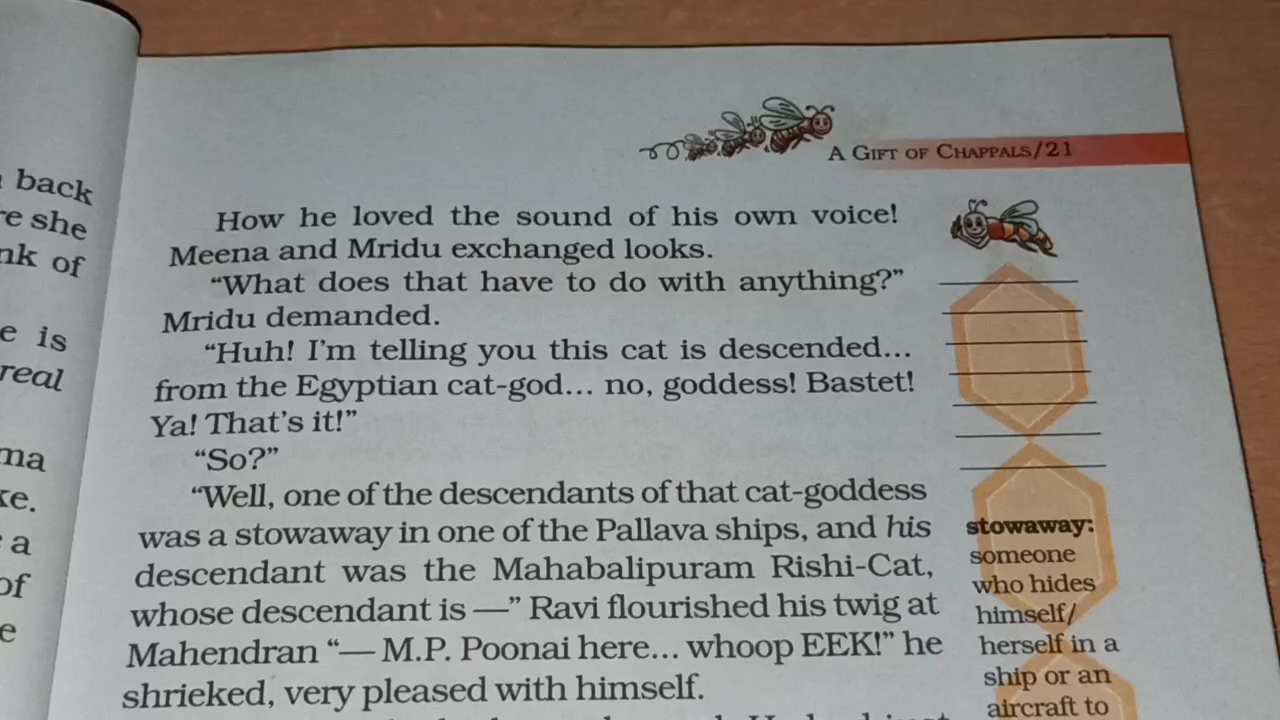 back
she
of
is
real
a
of
A GIFT OF CHAPPALS/21
How he loved the sound of his own voice!
Meena and Mridu exchanged looks.
“What does that have to do with anything?”
Mridu demanded.
“Huh! I'm telling you this cat is descended...
from the Egyptian cat-god... no, goddess! Bastet!
Ya! That's it!”
“So?”
“Well, one of the descendants of that cat-goddess
was a stowaway in one of the Pallava ships, and his
descendant was the Mahabalipuram Rishi-Cat,
whose descendant is —” Ravi flourished his twig at
Mahendran “— M.P. Poonai here... whoop EEK!” he
shrieked, very pleased with himself.
stowaway:
someone
who hides
himself/
herself in a
ship or an
aircraft to